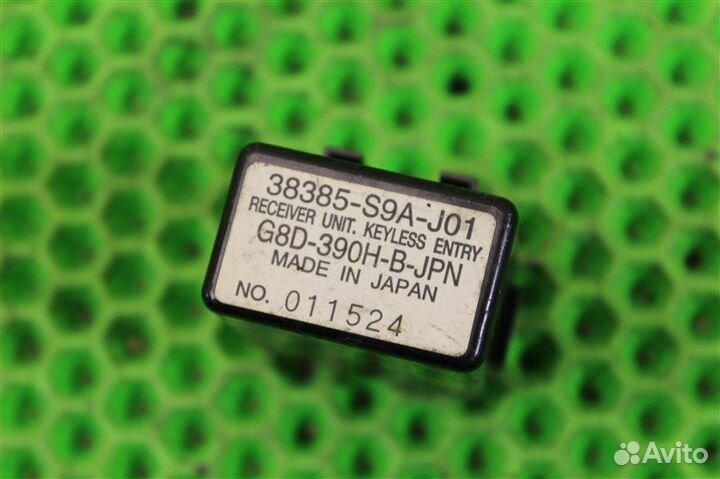 38385-S9A-J01
RECEIVER UNIT. KEYLESS ENTRY
G8D-390H-B-JPN
MADE IN JAPAN
NO. 011524
Avito